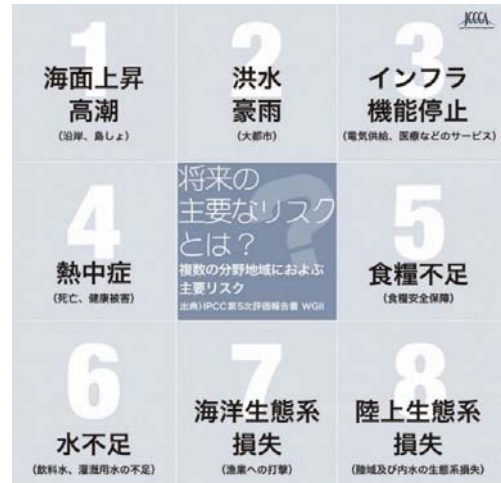 JCCCA
1
海面上昇
高潮
（沿岸、島しょ）
2
洪水
豪雨
（大都市）
3
インフラ
機能停止
（電気供給、医療などのサービス）
4
熱中症
（死亡、健康被害）
将来の
主要なリスク
とは？
複数の分野地域におよぶ
主要リスク
出典）IPCC 第5次評価報告書 WGII
?
5
食糧不足
（食糧安全保障）
6
水不足
（飲料水、灌漑用水の不足）
7
海洋生態系
損失
（漁業への打撃）
8
陸上生態系
損失
（陸域及び内水の生態系損失）